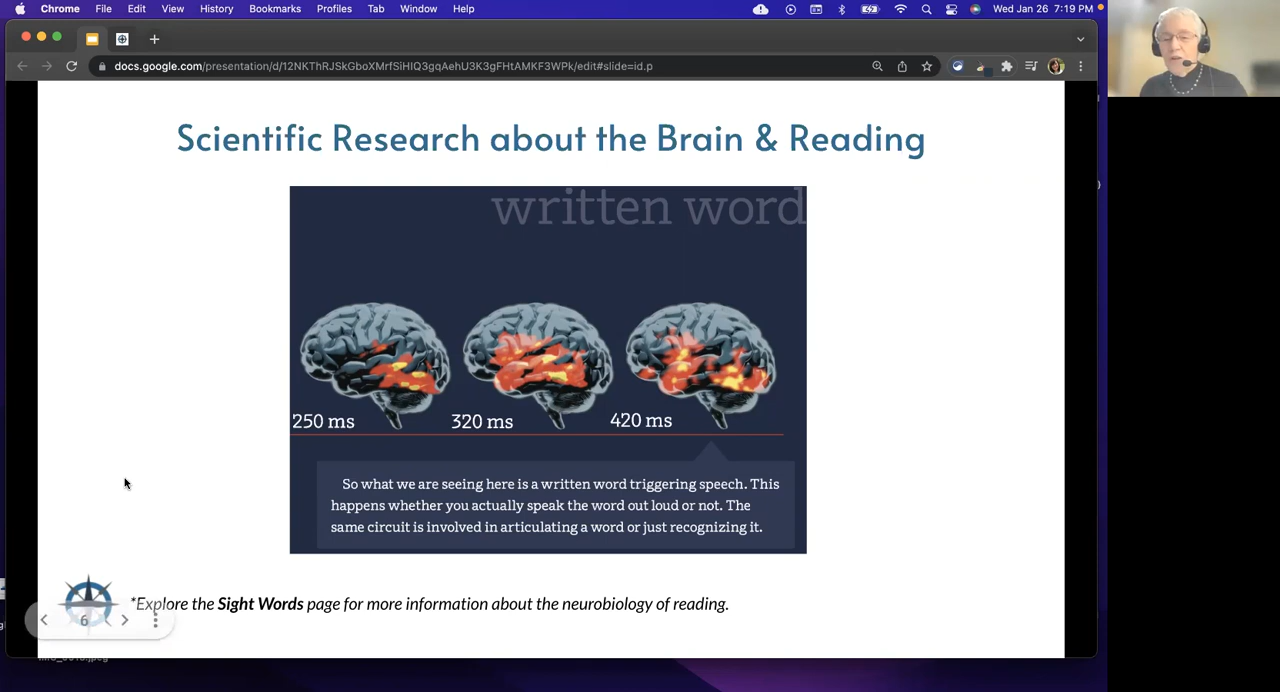 Chrome File Edit View History Bookmarks Profiles Tab Window Help Wed Jan 26 7:19 PM
docs.google.com/presentation/d/12NKThRJSkGboXMrfSiHIQ3gqAehU3K3gFHtAMKF3WPk/edit#slide=id.p
Scientific Research about the Brain & Reading
written word
250 ms 320 ms 420 ms
So what we are seeing here is a written word triggering speech. This
happens whether you actually speak the word out loud or not. The
same circuit is involved in articulating a word or just recognizing it.
*Explore the Sight Words page for more information about the neurobiology of reading.
6